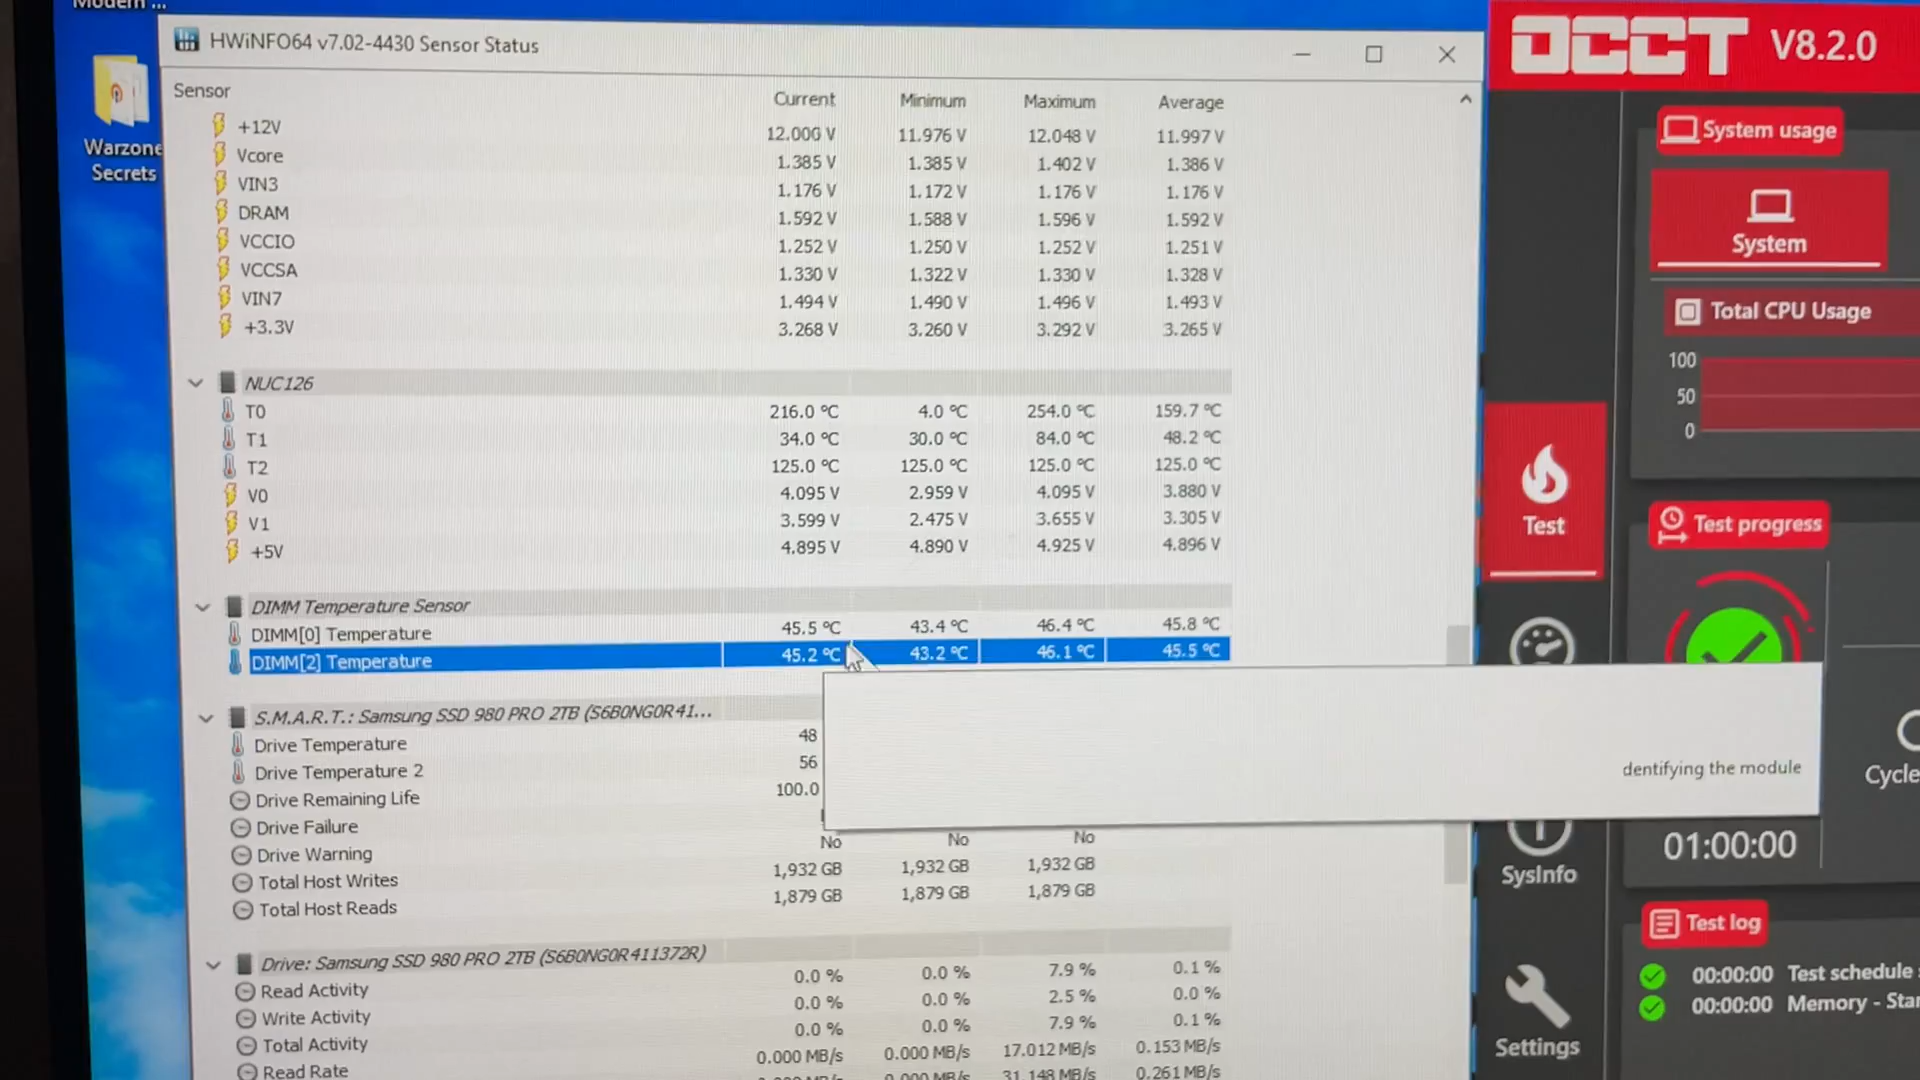 Modern ...
Warzone
Secrets
HWiNFO64 v7.02-4430 Sensor Status
Sensor Current Minimum Maximum Average
+12V 12.000 V 11.976 V 12.048 V 11.997 V
Vcore 1.385 V 1.385 V 1.402 V 1.386 V
VIN3 1.176 V 1.172 V 1.176 V 1.176 V
DRAM 1.592 V 1.588 V 1.596 V 1.592 V
VCCIO 1.252 V 1.250 V 1.252 V 1.251 V
VCCSA 1.330 V 1.322 V 1.330 V 1.328 V
VIN7 1.494 V 1.490 V 1.496 V 1.493 V
+3.3V 3.268 V 3.260 V 3.292 V 3.265 V
NUC126
T0 216.0 °C 4.0 °C 254.0 °C 159.7 °C
T1 34.0 °C 30.0 °C 84.0 °C 48.2 °C
T2 125.0 °C 125.0 °C 125.0 °C 125.0 °C
V0 4.095 V 2.959 V 4.095 V 3.880 V
V1 3.599 V 2.475 V 3.655 V 3.305 V
+5V 4.895 V 4.890 V 4.925 V 4.896 V
DIMM Temperature Sensor
DIMM[0] Temperature 45.5 °C 43.4 °C 46.4 °C 45.8 °C
DIMM[2] Temperature 45.2 °C 43.2 °C 46.1 °C 45.5 °C
S.M.A.R.T.: Samsung SSD 980 PRO 2TB (S6B0NG0R41...
Drive Temperature 48
Drive Temperature 2 56
Drive Remaining Life 100.0
Drive Failure
Drive Warning No No No
Total Host Writes 1,932 GB 1,932 GB 1,932 GB
Total Host Reads 1,879 GB 1,879 GB 1,879 GB
dentifying the module
Drive: Samsung SSD 980 PRO 2TB (S6B0NG0R411372R)
Read Activity 0.0 % 0.0 % 7.9 % 0.1 %
Write Activity 0.0 % 0.0 % 2.5 % 0.0 %
Total Activity 0.0 % 0.0 % 7.9 % 0.1 %
Read Rate 0.000 MB/s 0.000 MB/s 17.012 MB/s 0.153 MB/s
31.148 MB/s 0.261 MB/s
OCCT V8.2.0
System usage
System
Total CPU Usage
100
50
0
Test
Test progress
Cycle
01:00:00
SysInfo
Test log
00:00:00 Test schedule
00:00:00 Memory - Star
Settings